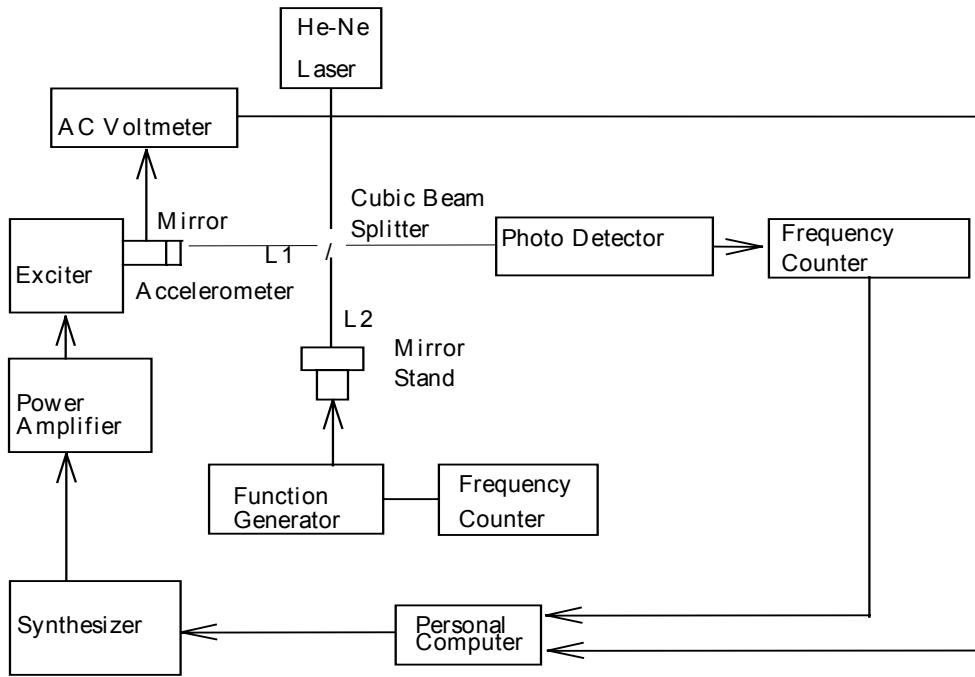 He-Ne
Laser
AC Voltmeter
Mirror
Cubic Beam
Splitter
L1
Exciter
Accelerometer
Photo Detector
Frequency
Counter
L2
Mirror
Stand
Power
Amplifier
Function
Generator
Frequency
Counter
Synthesizer
Personal
Computer